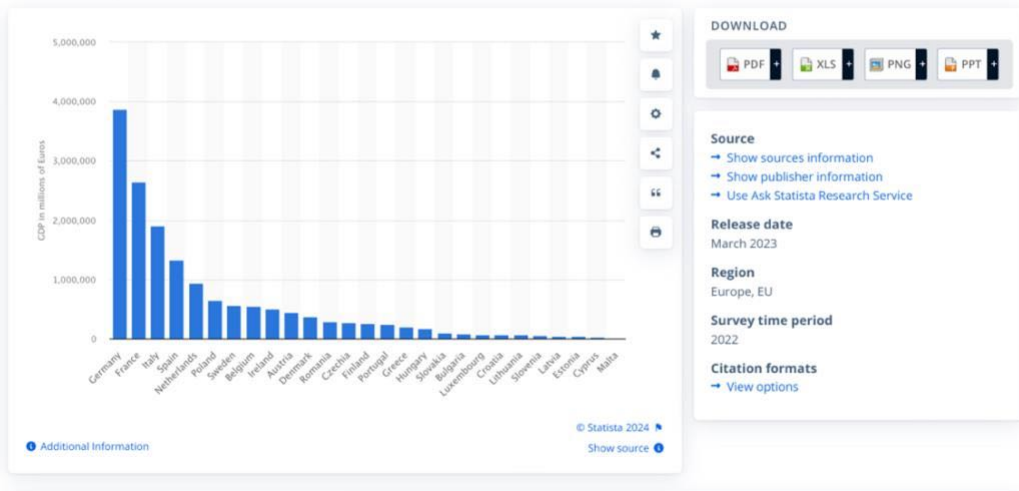 5,000,000
4,000,000
3,000,000
2,000,000
1,000,000
0
GDP in millions of Euros
Germany
France
Italy
Spain
Netherlands
Poland
Sweden
Belgium
Ireland
Austria
Denmark
Romania
Czechia
Finland
Portugal
Greece
Hungary
Slovakia
Bulgaria
Luxembourg
Croatia
Lithuania
Slovenia
Latvia
Estonia
Cyprus
Malta
© Statista 2024
Additional Information
Show source
DOWNLOAD
PDF +
XLS +
PNG +
PPT +
Source
→ Show sources information
→ Show publisher information
→ Use Ask Statista Research Service
Release date
March 2023
Region
Europe, EU
Survey time period
2022
Citation formats
→ View options